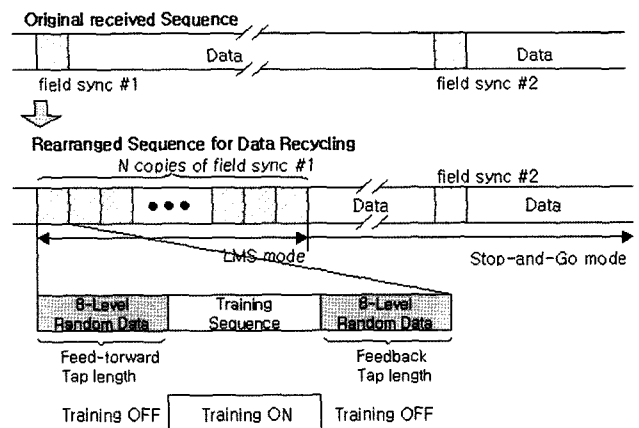 Original received Sequence
Data
Data
field sync #1
field sync #2
Rearranged Sequence for Data Recycling
N copies of field sync #1
field sync #2
Data
Data
LMS mode
Stop-and-Go mode
8-Level
Random Data
Training
Sequence
8-Level
Random Data
Feed-forward
Tap length
Feedback
Tap length
Training OFF
Training ON
Training OFF